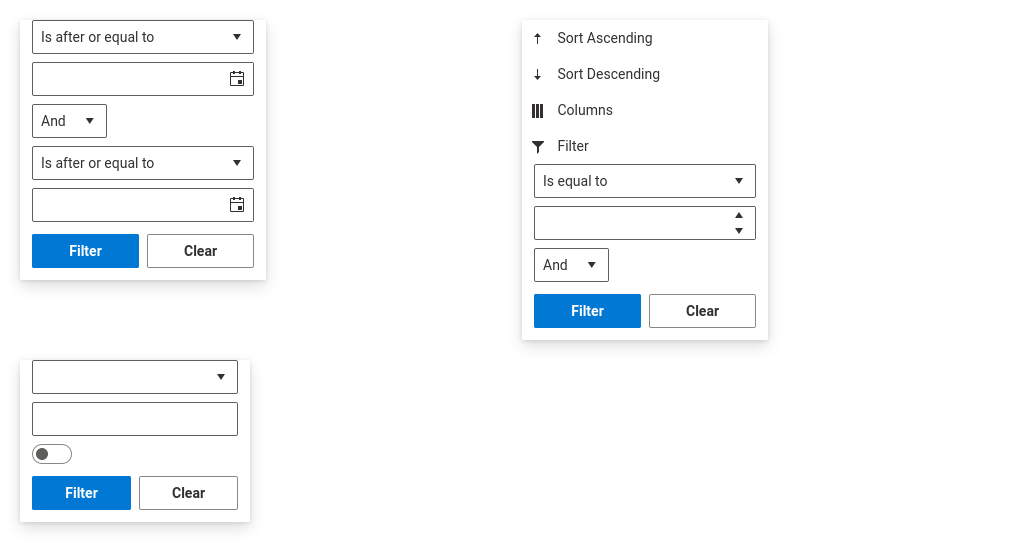 Is after or equal to
And
Is after or equal to
Filter Clear
Sort Ascending
Sort Descending
Columns
Filter
Is equal to
And
Filter Clear
Filter Clear